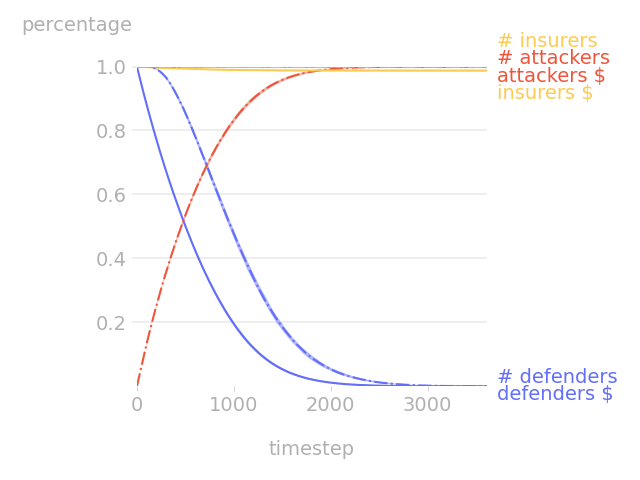 percentage
# insurers
# attackers
attackers $
insurers $
1.0
0.8
0.6
0.4
0.2
# defenders
defenders $
0 1000 2000 3000
timestep